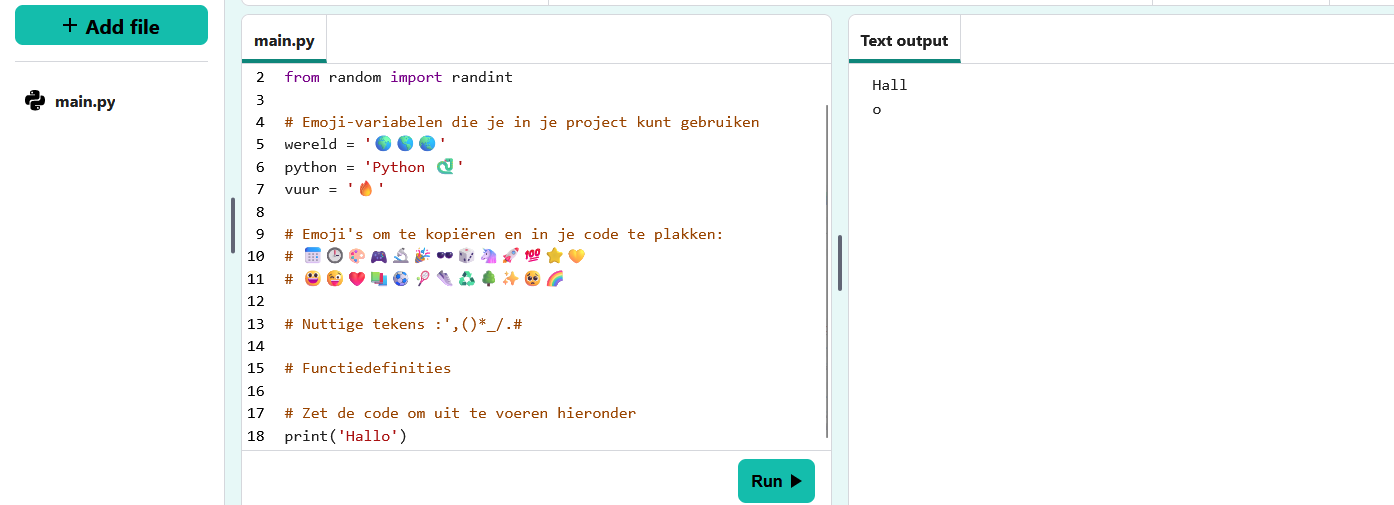 + Add file
main.py
main.py
2 from random import randint
3
4 # Emoji-variabelen die je in je project kunt gebruiken
5 wereld = '🌍🌎🌏'
6 python = 'Python 🐍'
7 vuur = '🔥'
8
9 # Emoji's om te kopiëren en in je code te plakken:
10 # 📅🕒🎨🎮🔬🎉🕶️🎲🦄🚀💯⭐💛
11 # 😃😜❤️📚⚽🎾👟♻️🌳✨🥺🌈
12
13 # Nuttige tekens :',()*_/.#
14
15 # Functiedefinities
16
17 # Zet de code om uit te voeren hieronder
18 print('Hallo')
Run ▶
Text output
Hall
o